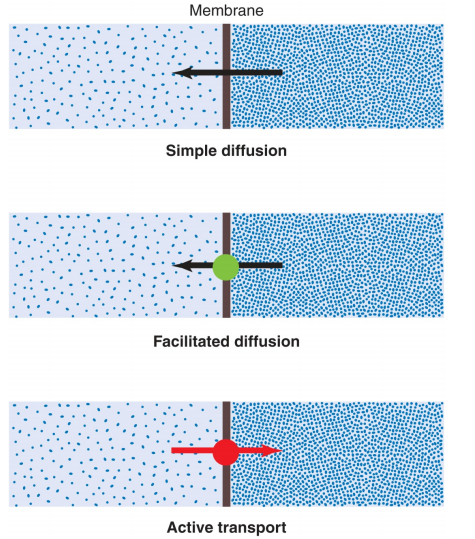 Membrane
Simple diffusion
Facilitated diffusion
Active transport